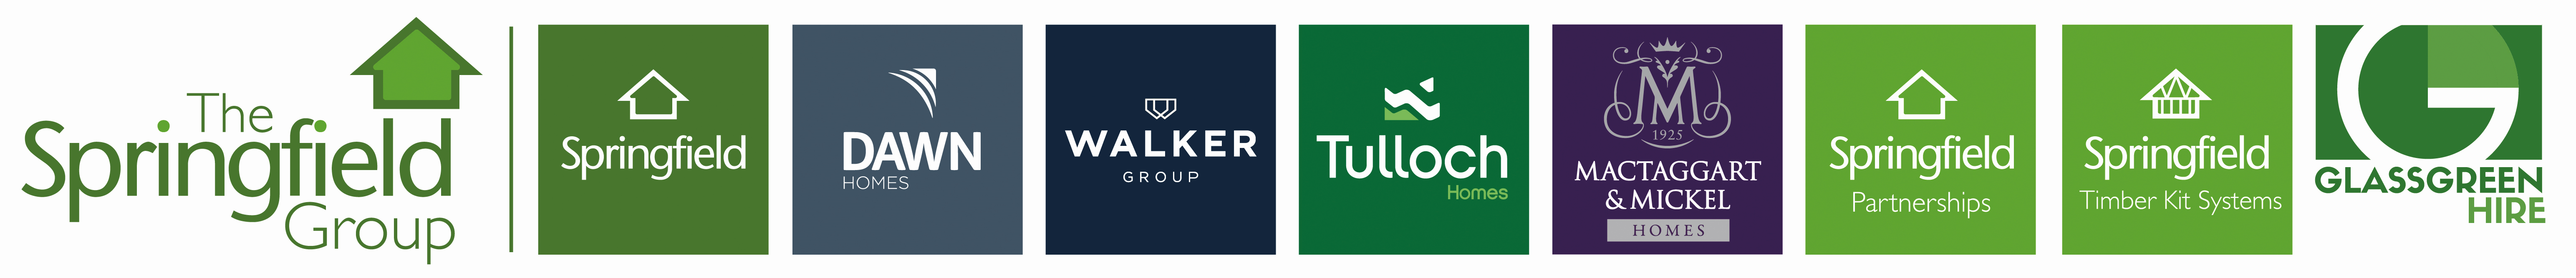 The
Springfield
Group
Springfield
DAWN
HOMES
WALKER
GROUP
Tulloch
Homes
M
1925
MACTAGGART
& MICKEL
HOMES
Springfield
Partnerships
Springfield
Timber Kit Systems
G
GLASSGREEN
HIRE